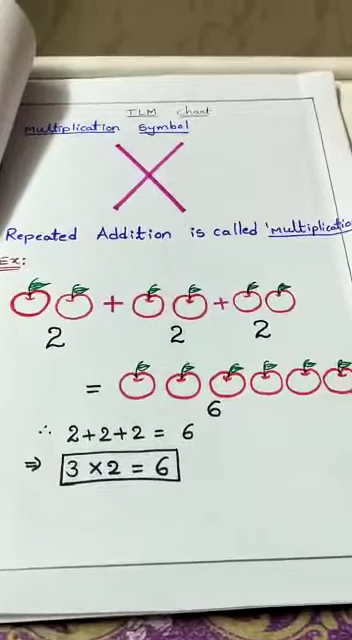 TLM chart
Multiplication Symbol
×
Repeated Addition is called 'multiplicatio
Ex:
+ +
2 2 2
=
6
∴ 2+2+2 = 6
⇒ 3×2 = 6